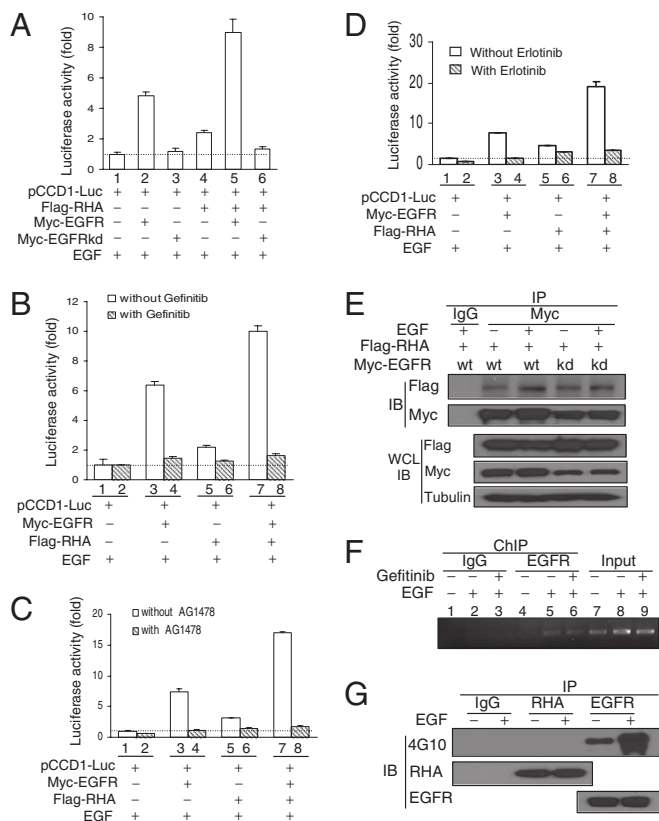 A
Luciferase activity (fold)
10
8
6
4
2
0
1 2 3 4 5 6
pCCD1-Luc + + + + + +
Flag-RHA − − − + + +
Myc-EGFR − + − − + −
Myc-EGFRkd − − + − − +
EGF + + + + + +
B
Luciferase activity (fold)
without Gefinitib
with Gefinitib
12
10
8
6
4
2
0
1 2 3 4 5 6 7 8
pCCD1-Luc + + + +
Myc-EGFR − + − +
Flag-RHA − − + +
EGF + + + +
C
Luciferase activity (fold)
without AG1478
with AG1478
20
15
10
5
0
1 2 3 4 5 6 7 8
pCCD1-Luc + + + +
Myc-EGFR − + − +
Flag-RHA − − + +
EGF + + + +
D
Luciferase activity (fold)
Without Erlotinib
With Erlotinib
30
20
10
0
1 2 3 4 5 6 7 8
pCCD1-Luc + + + +
Myc-EGFR − + − +
Flag-RHA − − + +
EGF + + + +
E
IP
IgG Myc
EGF + − + − +
Flag-RHA + + + + +
Myc-EGFR wt wt wt kd kd
IB
Flag
Myc
WCL
IB
Flag
Myc
Tubulin
F
ChIP
IgG EGFR Input
Gefitinib − − + − − + − − +
EGF − + + − + + − + +
1 2 3 4 5 6 7 8 9
G
IP
IgG RHA EGFR
EGF − + − + − +
IB
4G10
RHA
EGFR